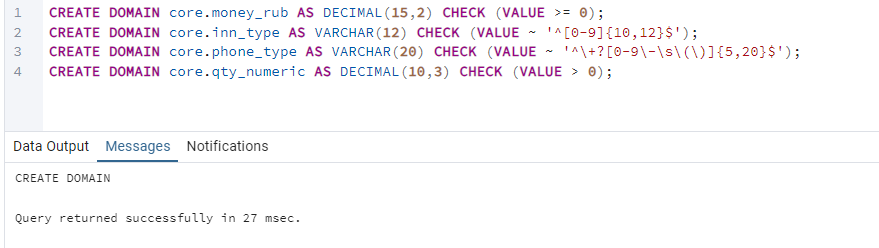 1 CREATE DOMAIN core.money_rub AS DECIMAL(15,2) CHECK (VALUE >= 0);
2 CREATE DOMAIN core.inn_type AS VARCHAR(12) CHECK (VALUE ~ '^[0-9]{10,12}$');
3 CREATE DOMAIN core.phone_type AS VARCHAR(20) CHECK (VALUE ~ '^\+?[0-9\-\s\(\)]{5,20}$');
4 CREATE DOMAIN core.qty_numeric AS DECIMAL(10,3) CHECK (VALUE > 0);
Data Output Messages Notifications
CREATE DOMAIN
Query returned successfully in 27 msec.